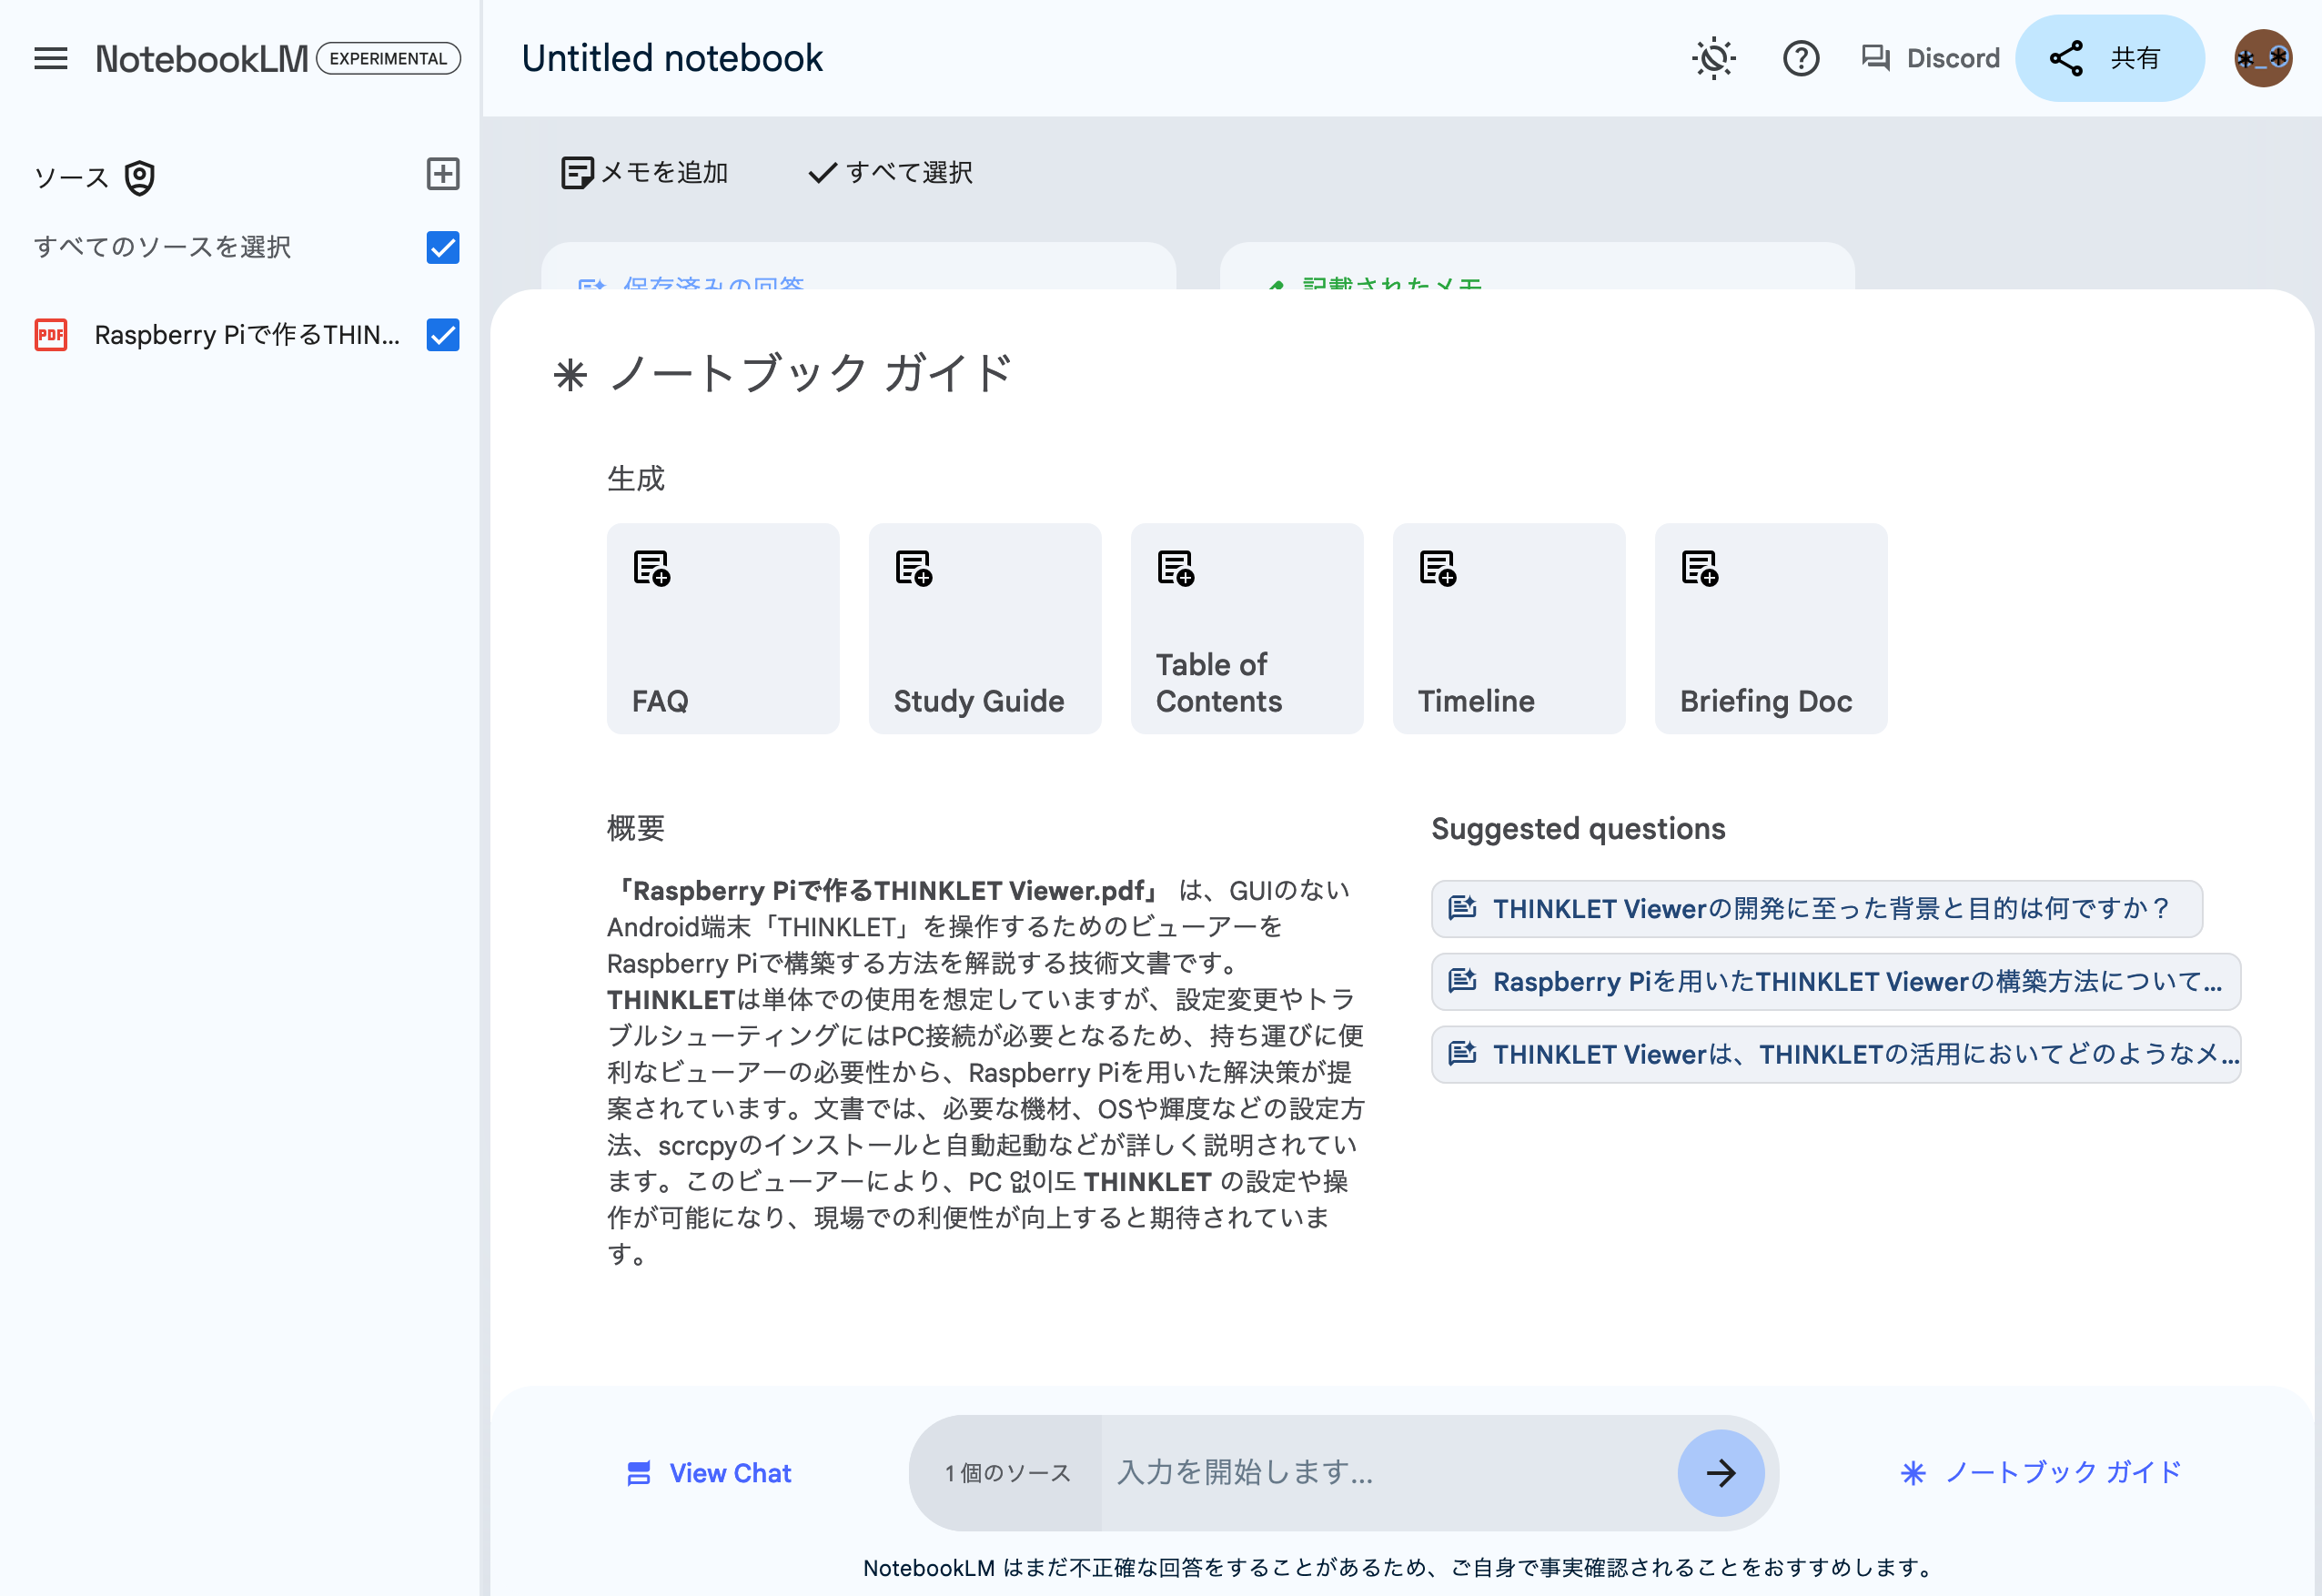 NotebookLM EXPERIMENTAL
Untitled notebook
Discord
共有
ソース
すべてのソースを選択
PDF Raspberry Piで作るTHIN...
メモを追加
すべて選択
保存済みの回答
記載されたメモ
ノートブック ガイド
生成
FAQ
Study Guide
Table of
Contents
Timeline
Briefing Doc
概要
「Raspberry Piで作るTHINKLET Viewer.pdf」 は、GUIのない
Android端末「THINKLET」を操作するためのビューアーを
Raspberry Piで構築する方法を解説する技術文書です。
THINKLETは単体での使用を想定していますが、設定変更やトラ
ブルシューティングにはPC接続が必要となるため、持ち運びに便
利なビューアーの必要性から、Raspberry Piを用いた解決策が提
案されています。文書では、必要な機材、OSや輝度などの設定方
法、scrcpyのインストールと自動起動などが詳しく説明されてい
ます。このビューアーにより、PC 없이도 THINKLET の設定や操
作が可能になり、現場での利便性が向上すると期待されていま
す。
Suggested questions
THINKLET Viewerの開発に至った背景と目的は何ですか？
Raspberry Piを用いたTHINKLET Viewerの構築方法について...
THINKLET Viewerは、THINKLETの活用においてどのようなメ...
View Chat
1 個のソース
入力を開始します...
ノートブック ガイド
NotebookLM はまだ不正確な回答をすることがあるため、ご自身で事実確認されることをおすすめします。